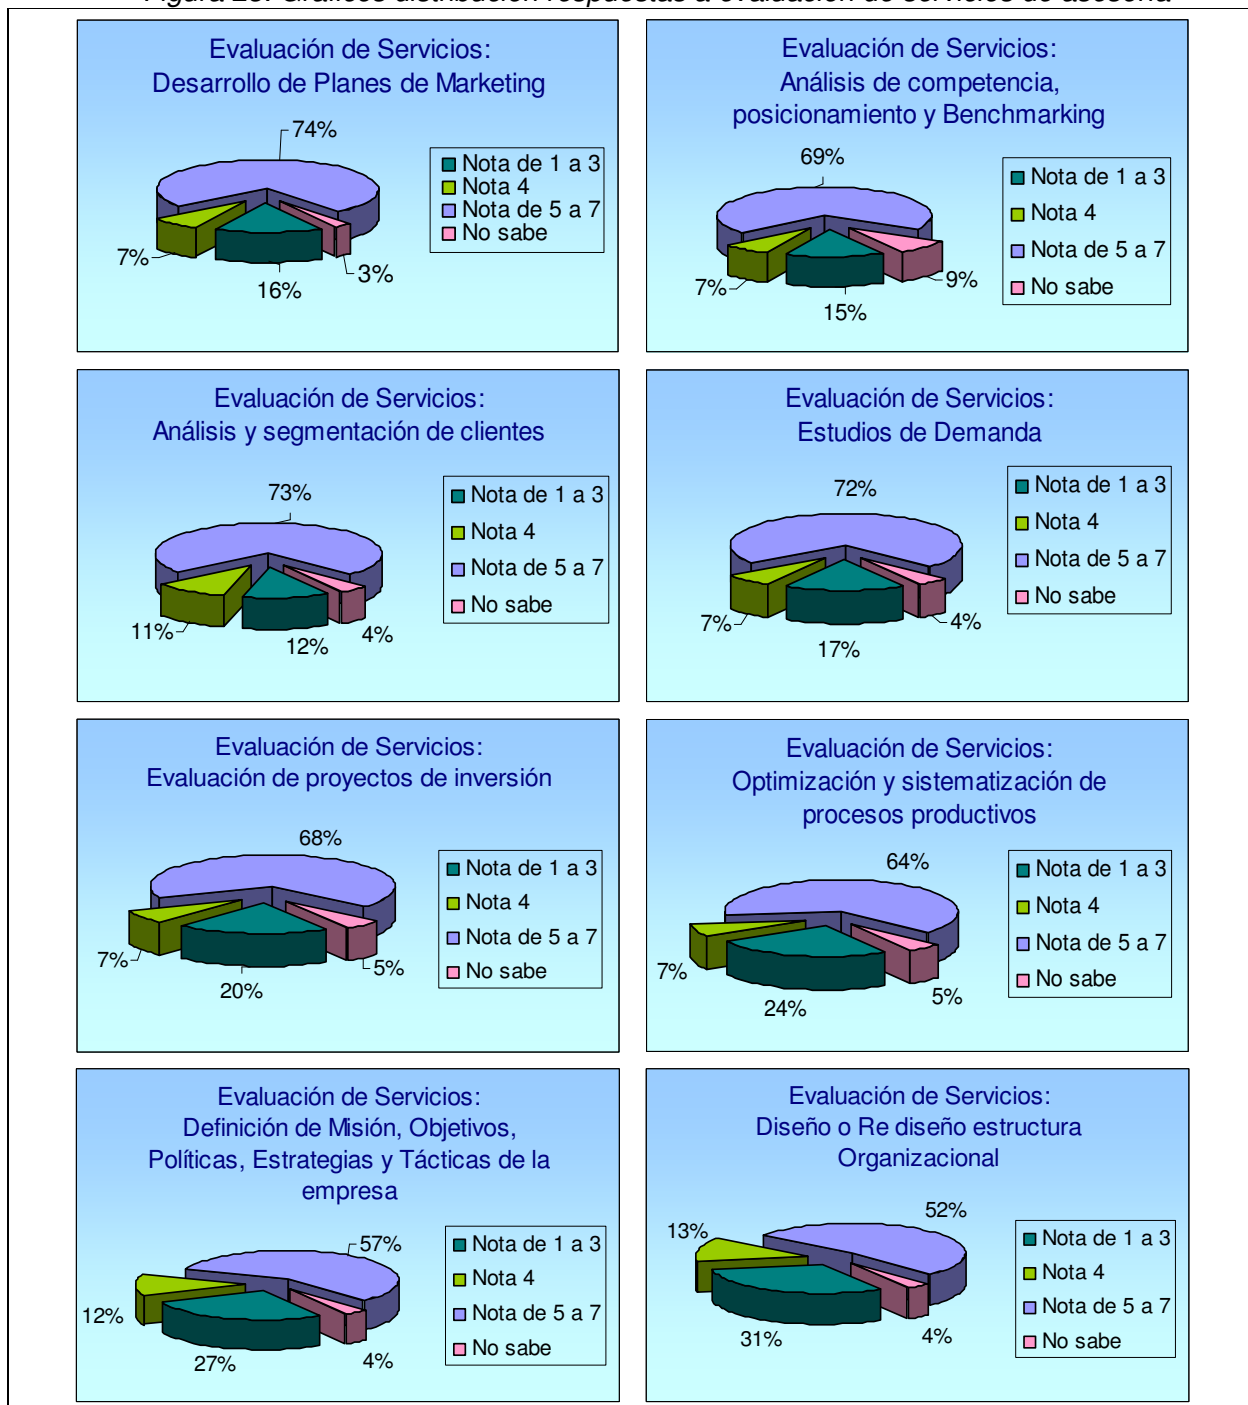 Figura 23: Gráficos distribución respuestas a evaluación de servicios de asesoría
Evaluación de Servicios:
Desarrollo de Planes de Marketing
74%
7%
16%
3%
Nota de 1 a 3
Nota 4
Nota de 5 a 7
No sabe
Evaluación de Servicios:
Análisis de competencia,
posicionamiento y Benchmarking
69%
7%
15%
9%
Nota de 1 a 3
Nota 4
Nota de 5 a 7
No sabe
Evaluación de Servicios:
Análisis y segmentación de clientes
73%
11%
12%
4%
Nota de 1 a 3
Nota 4
Nota de 5 a 7
No sabe
Evaluación de Servicios:
Estudios de Demanda
72%
7%
17%
4%
Nota de 1 a 3
Nota 4
Nota de 5 a 7
No sabe
Evaluación de Servicios:
Evaluación de proyectos de inversión
68%
7%
20%
5%
Nota de 1 a 3
Nota 4
Nota de 5 a 7
No sabe
Evaluación de Servicios:
Optimización y sistematización de
procesos productivos
64%
7%
24%
5%
Nota de 1 a 3
Nota 4
Nota de 5 a 7
No sabe
Evaluación de Servicios:
Definición de Misión, Objetivos,
Políticas, Estrategias y Tácticas de la
empresa
57%
12%
27%
4%
Nota de 1 a 3
Nota 4
Nota de 5 a 7
No sabe
Evaluación de Servicios:
Diseño o Re diseño estructura
Organizacional
52%
13%
31%
4%
Nota de 1 a 3
Nota 4
Nota de 5 a 7
No sabe